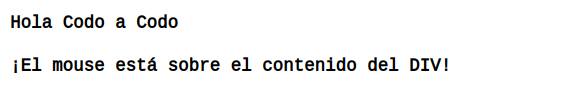 Hola Codo a Codo
¡El mouse está sobre el contenido del DIV!